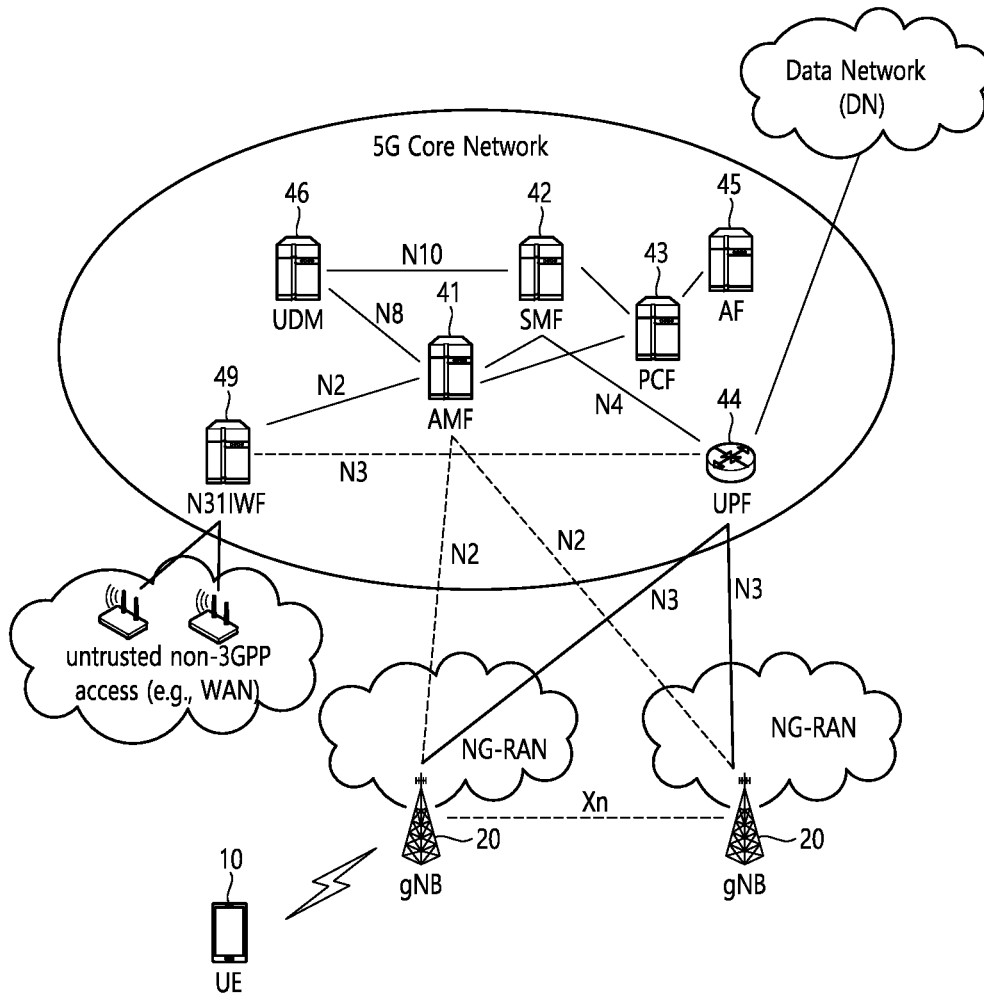 Data Network
(DN)
5G Core Network
46
42
45
43
41
N10
N8
UDM
SMF
AF
PCF
49
N2
AMF
N4
44
N3
N31IWF
UPF
N2
N2
N3
N3
untrusted non-3GPP
access (e.g., WAN)
NG-RAN
NG-RAN
Xn
20
20
gNB
gNB
10
UE